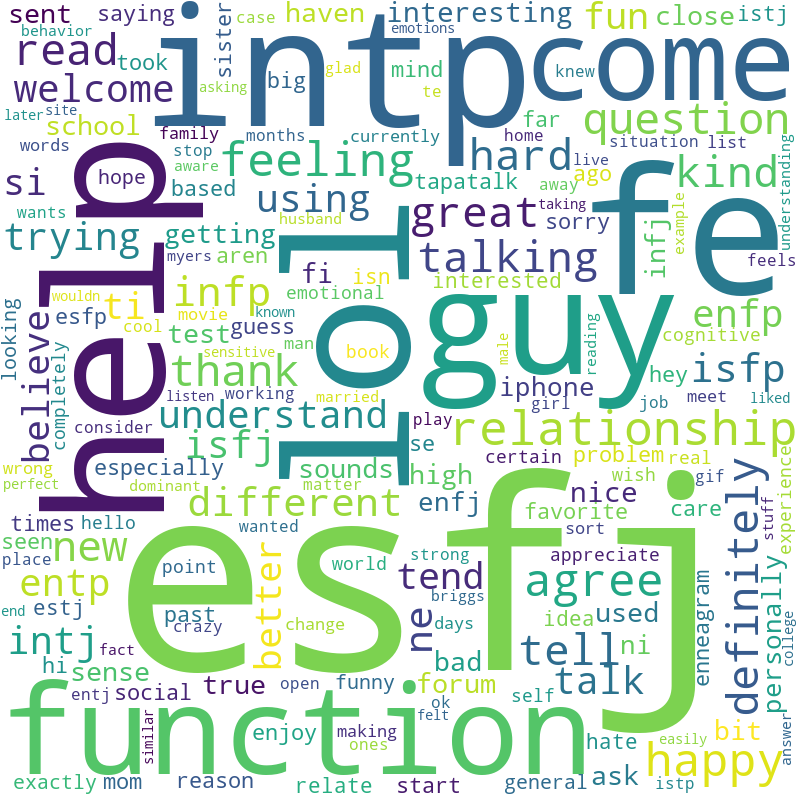 sent saying haven interesting fun close istj
behavior case emotions
read took sister intp come
welcome big mind knew
asking glad te
later site school family months currently far home situation list question
words stop feeling hard live understanding
si hope aware based using tapatalk ago away kind
wants help lol great taking sorry fe
trying getting talking infj example
myers aren husband fi isn interested feels
looking wouldn ti infp emotional guy enfp
esfp cool movie test known
believe guess man male reading cognitive
completely sensitive book hey isfp
thank iphone meet job liked
consider listen working married girl
understand play relationship
isfj se certain problem real
wrong especially sounds high nice wish gif
perfect dominant matter favorite care experience
times hello different enfj sort stuff
seen new wanted esfj definitely
place point world strong appreciate
entp better tend agree idea used personally
end estj past briggs
crazy change days enneagram college
intj fact ne tell ni
hi sense bad talk
entj social true open funny forum self
similar function ok felt bit answer
enjoy making ones hate happy easily
exactly mom reason relate start general ask istp